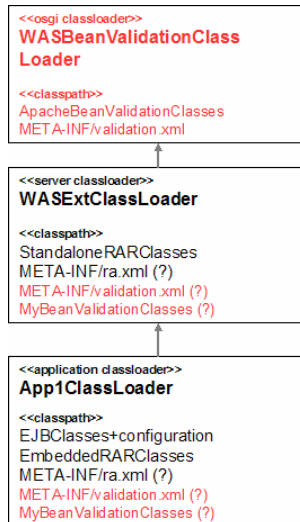 <<osgi classloader>>
WASBeanValidationClass
Loader
<<classpath>>
ApacheBeanValidationClasses
META-INF/validation.xml
<<server classloader>>
WASExtClassLoader
<<classpath>>
StandaloneRARClasses
META-INF/ra.xml (?)
META-INF/validation.xml (?)
MyBeanValidationClasses (?)
<<application classloader>>
App1ClassLoader
<<classpath>>
EJBClasses+configuration
EmbeddedRARClasses
META-INF/ra.xml (?)
META-INF/validation.xml (?)
MyBeanValidationClasses (?)